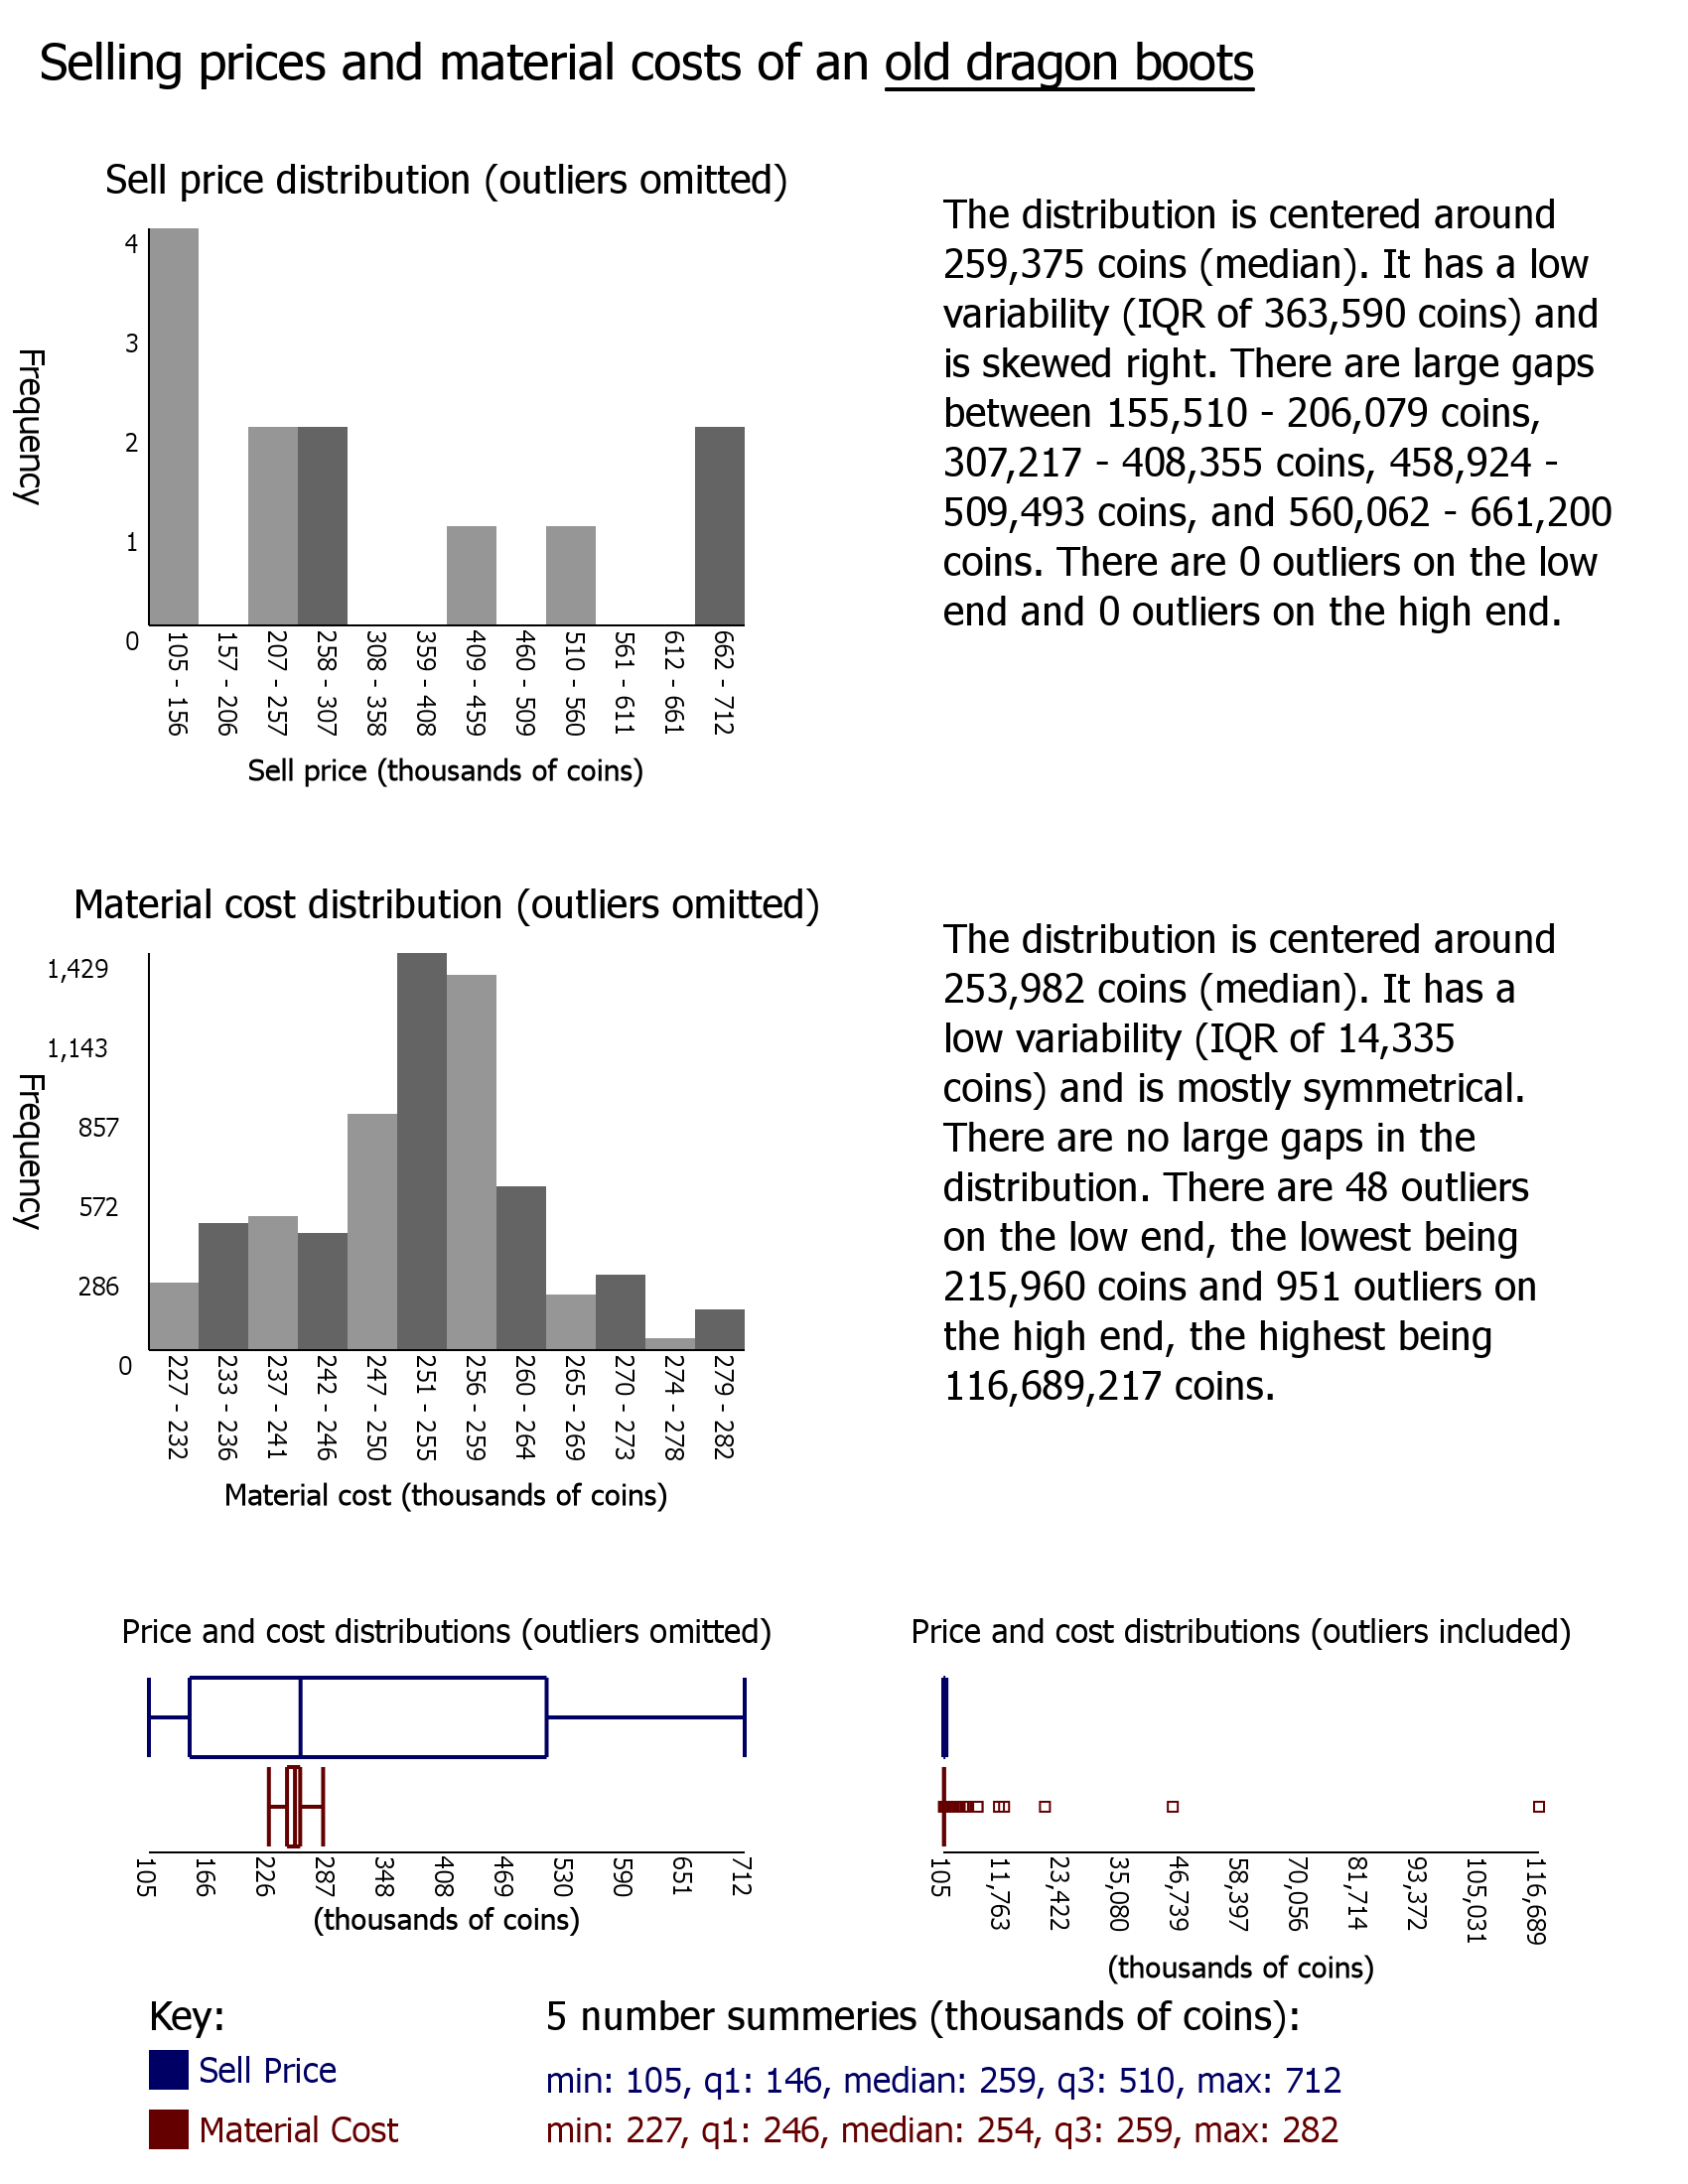 Selling prices and material costs of an old dragon boots
Sell price distribution (outliers omitted)
4
3
2
1
0
Frequency
105 - 156
157 - 206
207 - 257
258 - 307
308 - 358
359 - 408
409 - 459
460 - 509
510 - 560
561 - 611
612 - 661
662 - 712
Sell price (thousands of coins)
The distribution is centered around
259,375 coins (median). It has a low
variability (IQR of 363,590 coins) and
is skewed right. There are large gaps
between 155,510 - 206,079 coins,
307,217 - 408,355 coins, 458,924 -
509,493 coins, and 560,062 - 661,200
coins. There are 0 outliers on the low
end and 0 outliers on the high end.
Material cost distribution (outliers omitted)
1,429
1,143
857
572
286
0
Frequency
227 - 232
233 - 236
237 - 241
242 - 246
247 - 250
251 - 255
256 - 259
260 - 264
265 - 269
270 - 273
274 - 278
279 - 282
Material cost (thousands of coins)
The distribution is centered around
253,982 coins (median). It has a
low variability (IQR of 14,335
coins) and is mostly symmetrical.
There are no large gaps in the
distribution. There are 48 outliers
on the low end, the lowest being
215,960 coins and 951 outliers on
the high end, the highest being
116,689,217 coins.
Price and cost distributions (outliers omitted)
105
166
226
287
348
408
469
530
590
651
712
(thousands of coins)
Price and cost distributions (outliers included)
105
11,763
23,422
35,080
46,739
58,397
70,056
81,714
93,372
105,031
116,689
(thousands of coins)
Key:
Sell Price
Material Cost
5 number summeries (thousands of coins):
min: 105, q1: 146, median: 259, q3: 510, max: 712
min: 227, q1: 246, median: 254, q3: 259, max: 282